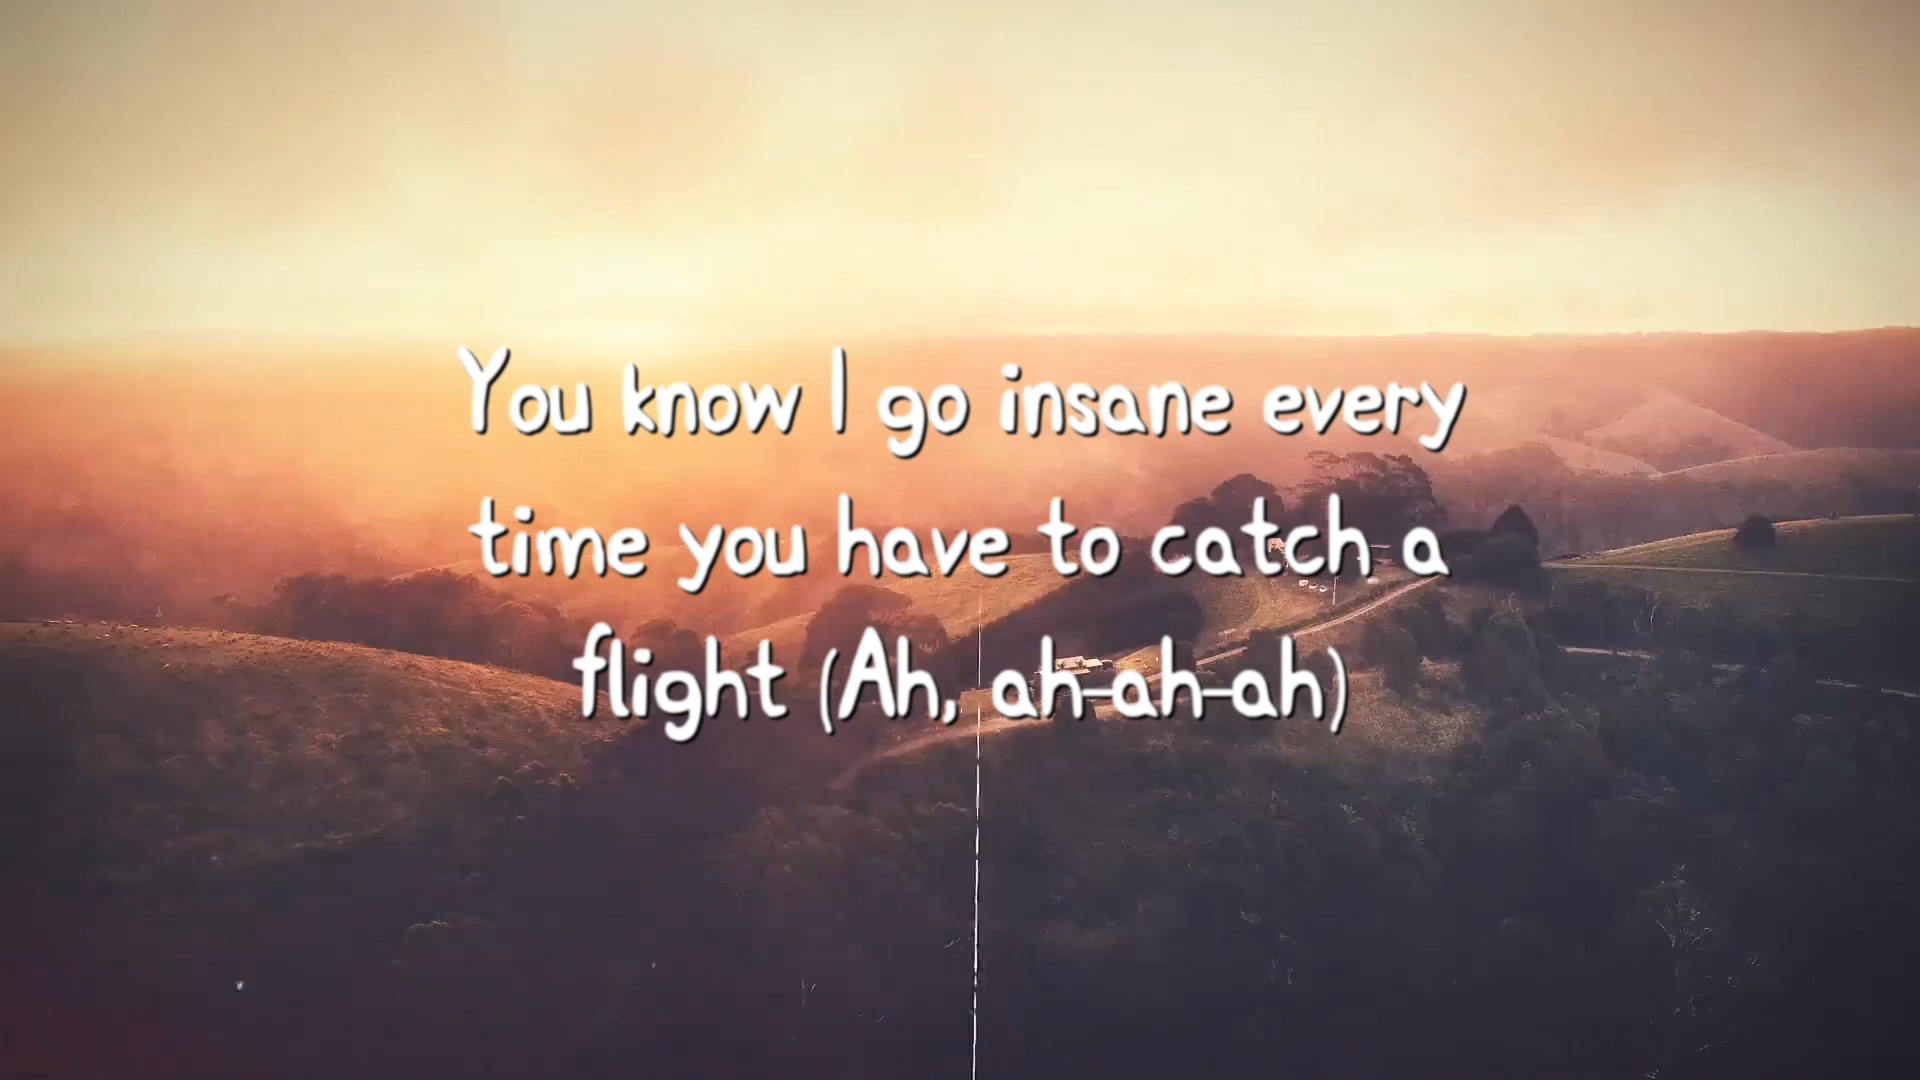 You know I go insane every
time you have to catch a
flight (Ah, ah-ah-ah)